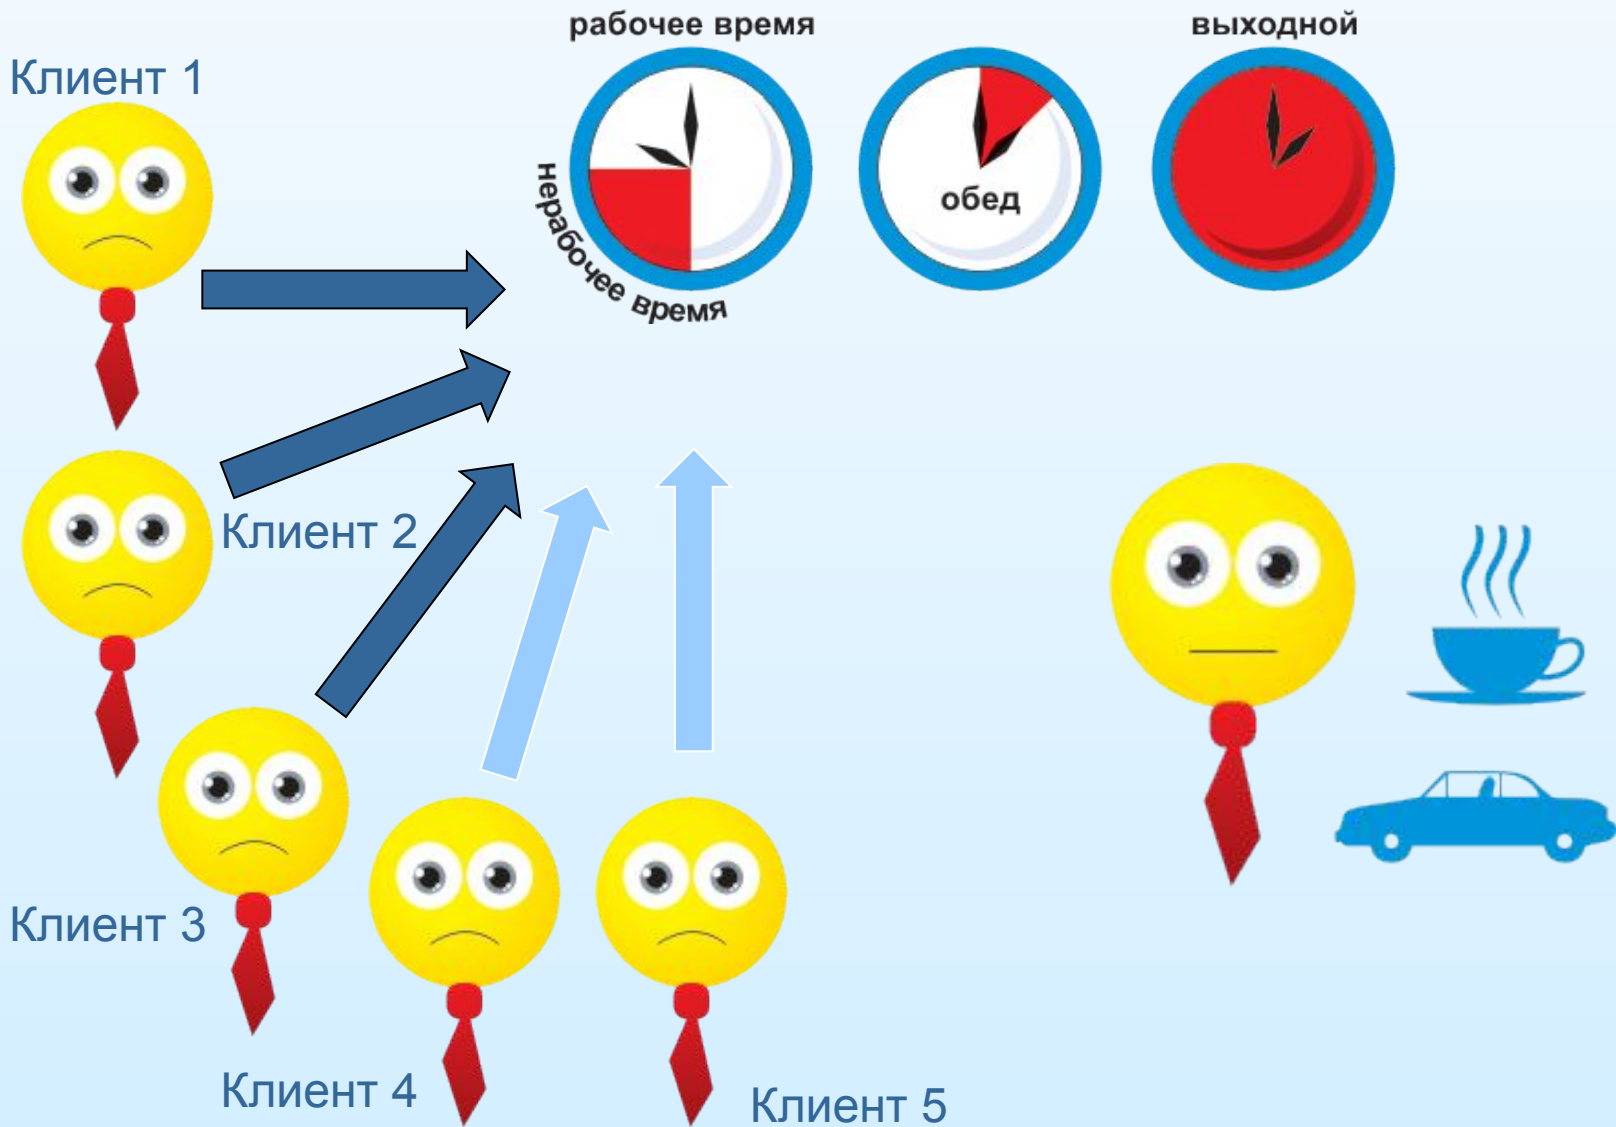 рабочее время
выходной
Клиент 1
обед
нерабочее время
Клиент 2
Клиент 3
Клиент 4
Клиент 5